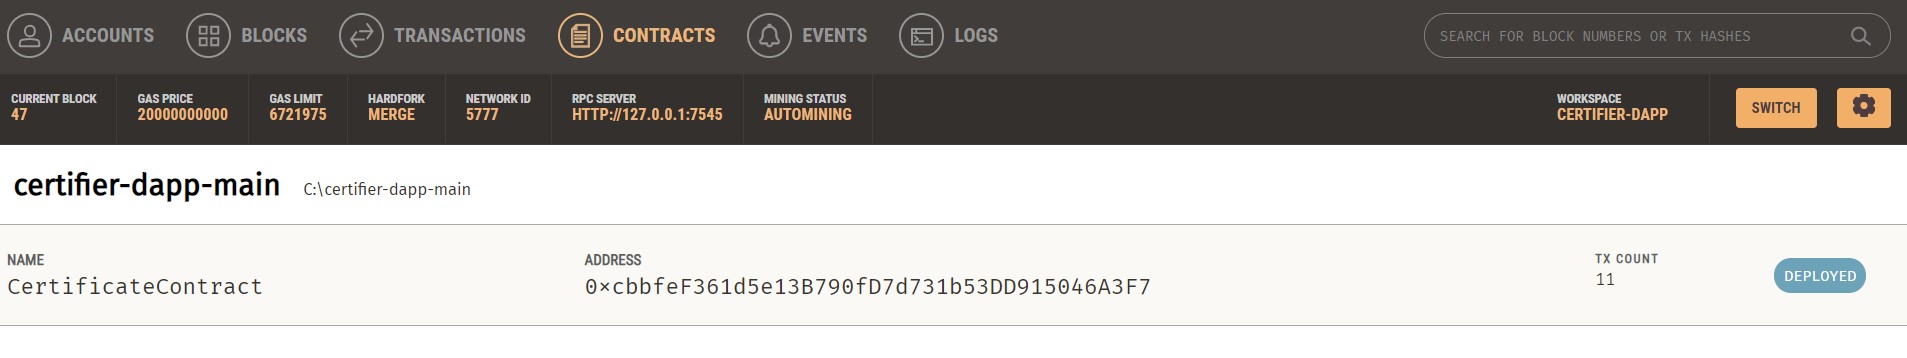 ACCOUNTS BLOCKS TRANSACTIONS CONTRACTS EVENTS LOGS SEARCH FOR BLOCK NUMBERS OR TX HASHES
CURRENT BLOCK GAS PRICE GAS LIMIT HARDFORK NETWORK ID RPC SERVER MINING STATUS WORKSPACE
47 20000000000 6721975 MERGE 5777 HTTP://127.0.0.1:7545 AUTOMINING CERTIFIER-DAPP
SWITCH
certifier-dapp-main C:\certifier-dapp-main
NAME ADDRESS TX COUNT
CertificateContract 0×cbbfeF361d5e13B790fD7d731b53DD915046A3F7 11 DEPLOYED